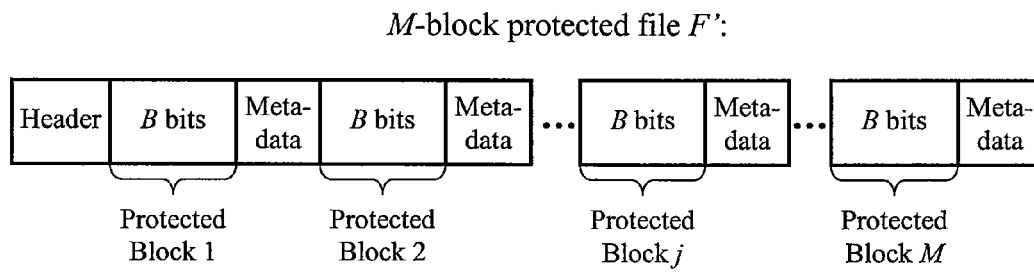 M-block protected file F’:
Header B bits Meta- B bits Meta- ••• B bits Meta- ••• B bits Meta-
data data data data
Protected Protected Protected Protected
Block 1 Block 2 Block j Block M